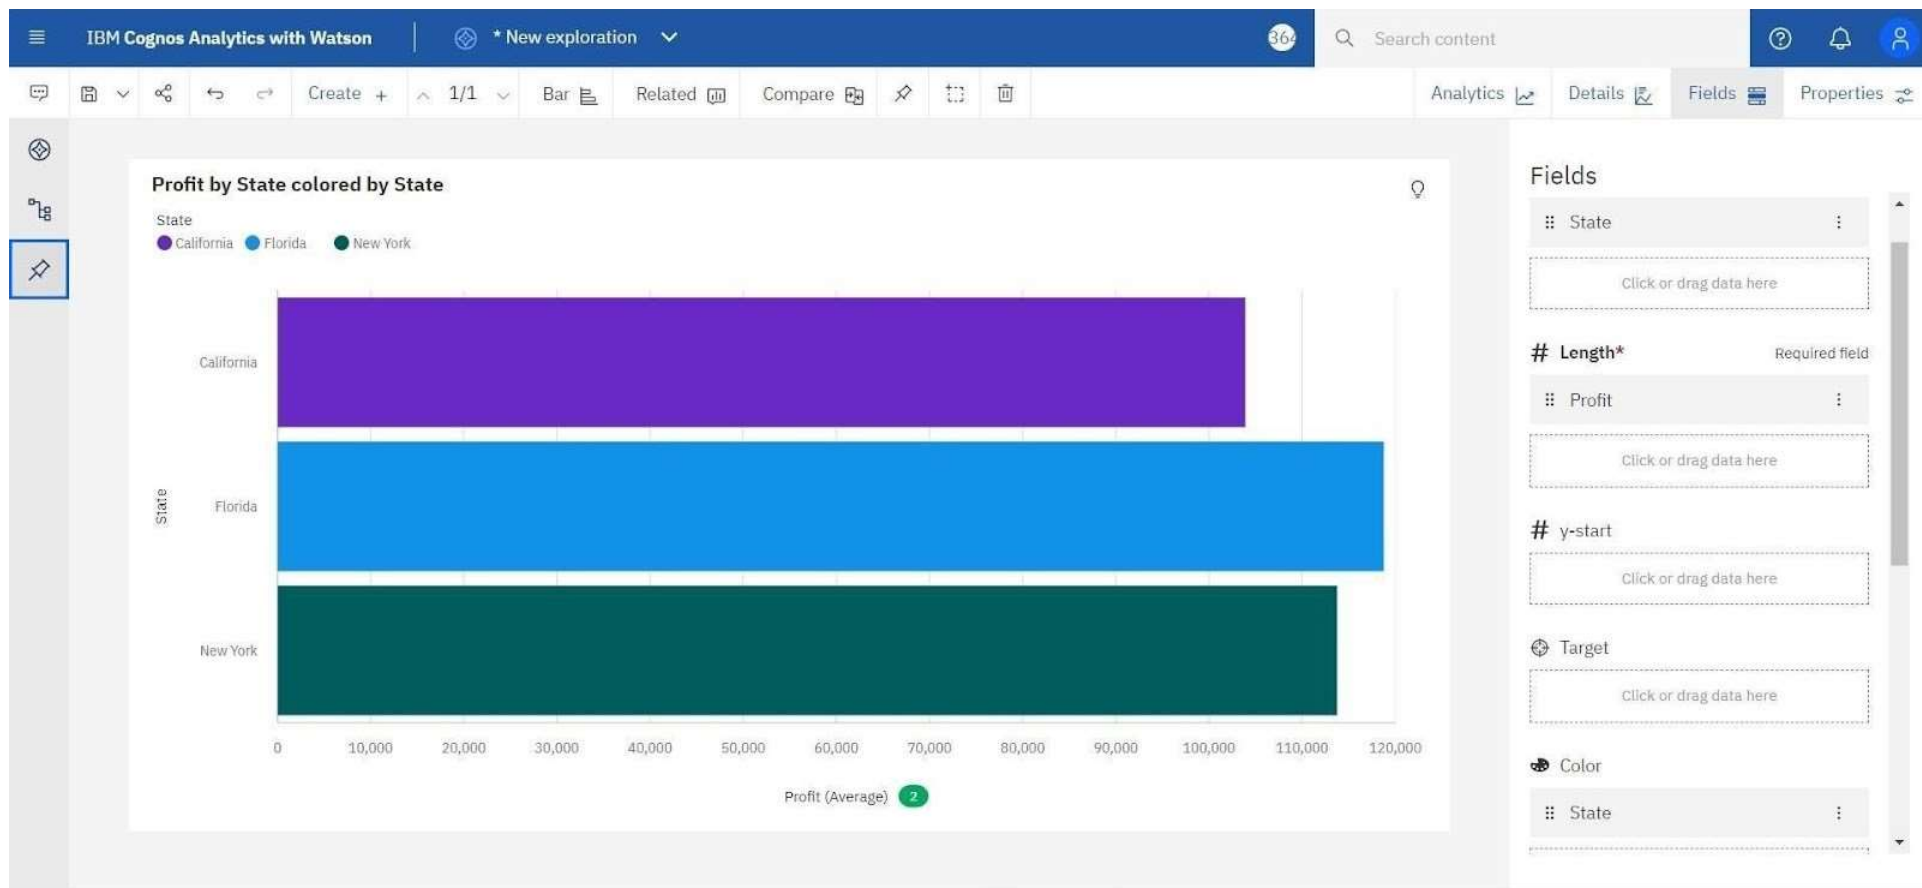 IBM Cognos Analytics with Watson
* New exploration
364
Search content
Create +
1/1
Bar
Related
Compare
Analytics
Details
Fields
Properties
Profit by State colored by State
State
California
Florida
New York
California
Florida
New York
State
0
10,000
20,000
30,000
40,000
50,000
60,000
70,000
80,000
90,000
100,000
110,000
120,000
Profit (Average) 2
Fields
State
Click or drag data here
# Length* Required field
Profit
Click or drag data here
# y-start
Click or drag data here
Target
Click or drag data here
Color
State